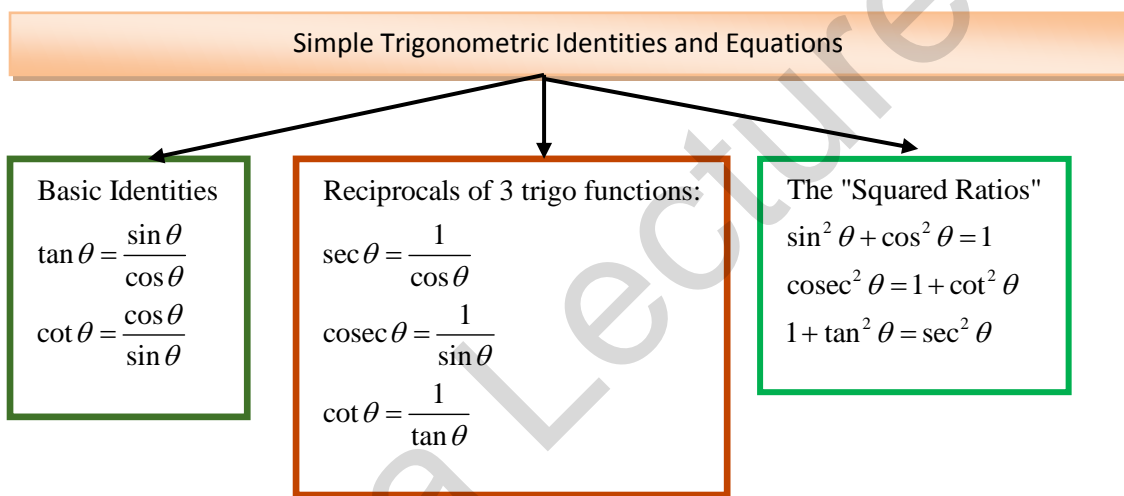 Simple Trigonometric Identities and Equations
Basic Identities
tan θ = sin θ / cos θ
cot θ = cos θ / sin θ
Reciprocals of 3 trigo functions:
sec θ = 1 / cos θ
cosec θ = 1 / sin θ
cot θ = 1 / tan θ
The "Squared Ratios"
sin² θ + cos² θ = 1
cosec² θ = 1 + cot² θ
1 + tan² θ = sec² θ
a Lecture